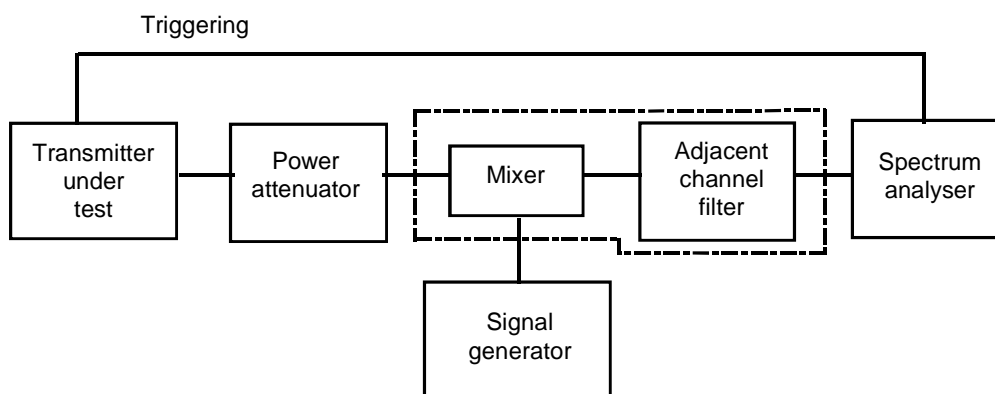 Triggering
Transmitter
under
test
Power
attenuator
Mixer
Adjacent
channel
filter
Spectrum
analyser
Signal
generator